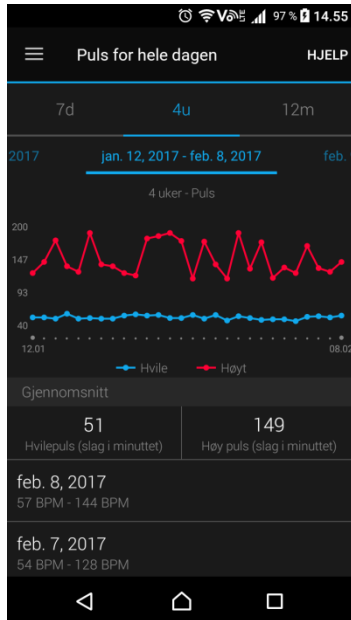 97 % 14.55
Puls for hele dagen HJELP
7d 4u 12m
2017 jan. 12, 2017 - feb. 8, 2017 feb.
4 uker - Puls
200
147
93
40
12.01 08.02
Hvile Høyt
Gjennomsnitt
51 149
Hvilepuls (slag i minuttet) Høy puls (slag i minuttet)
feb. 8, 2017
57 BPM - 144 BPM
feb. 7, 2017
54 BPM - 128 BPM